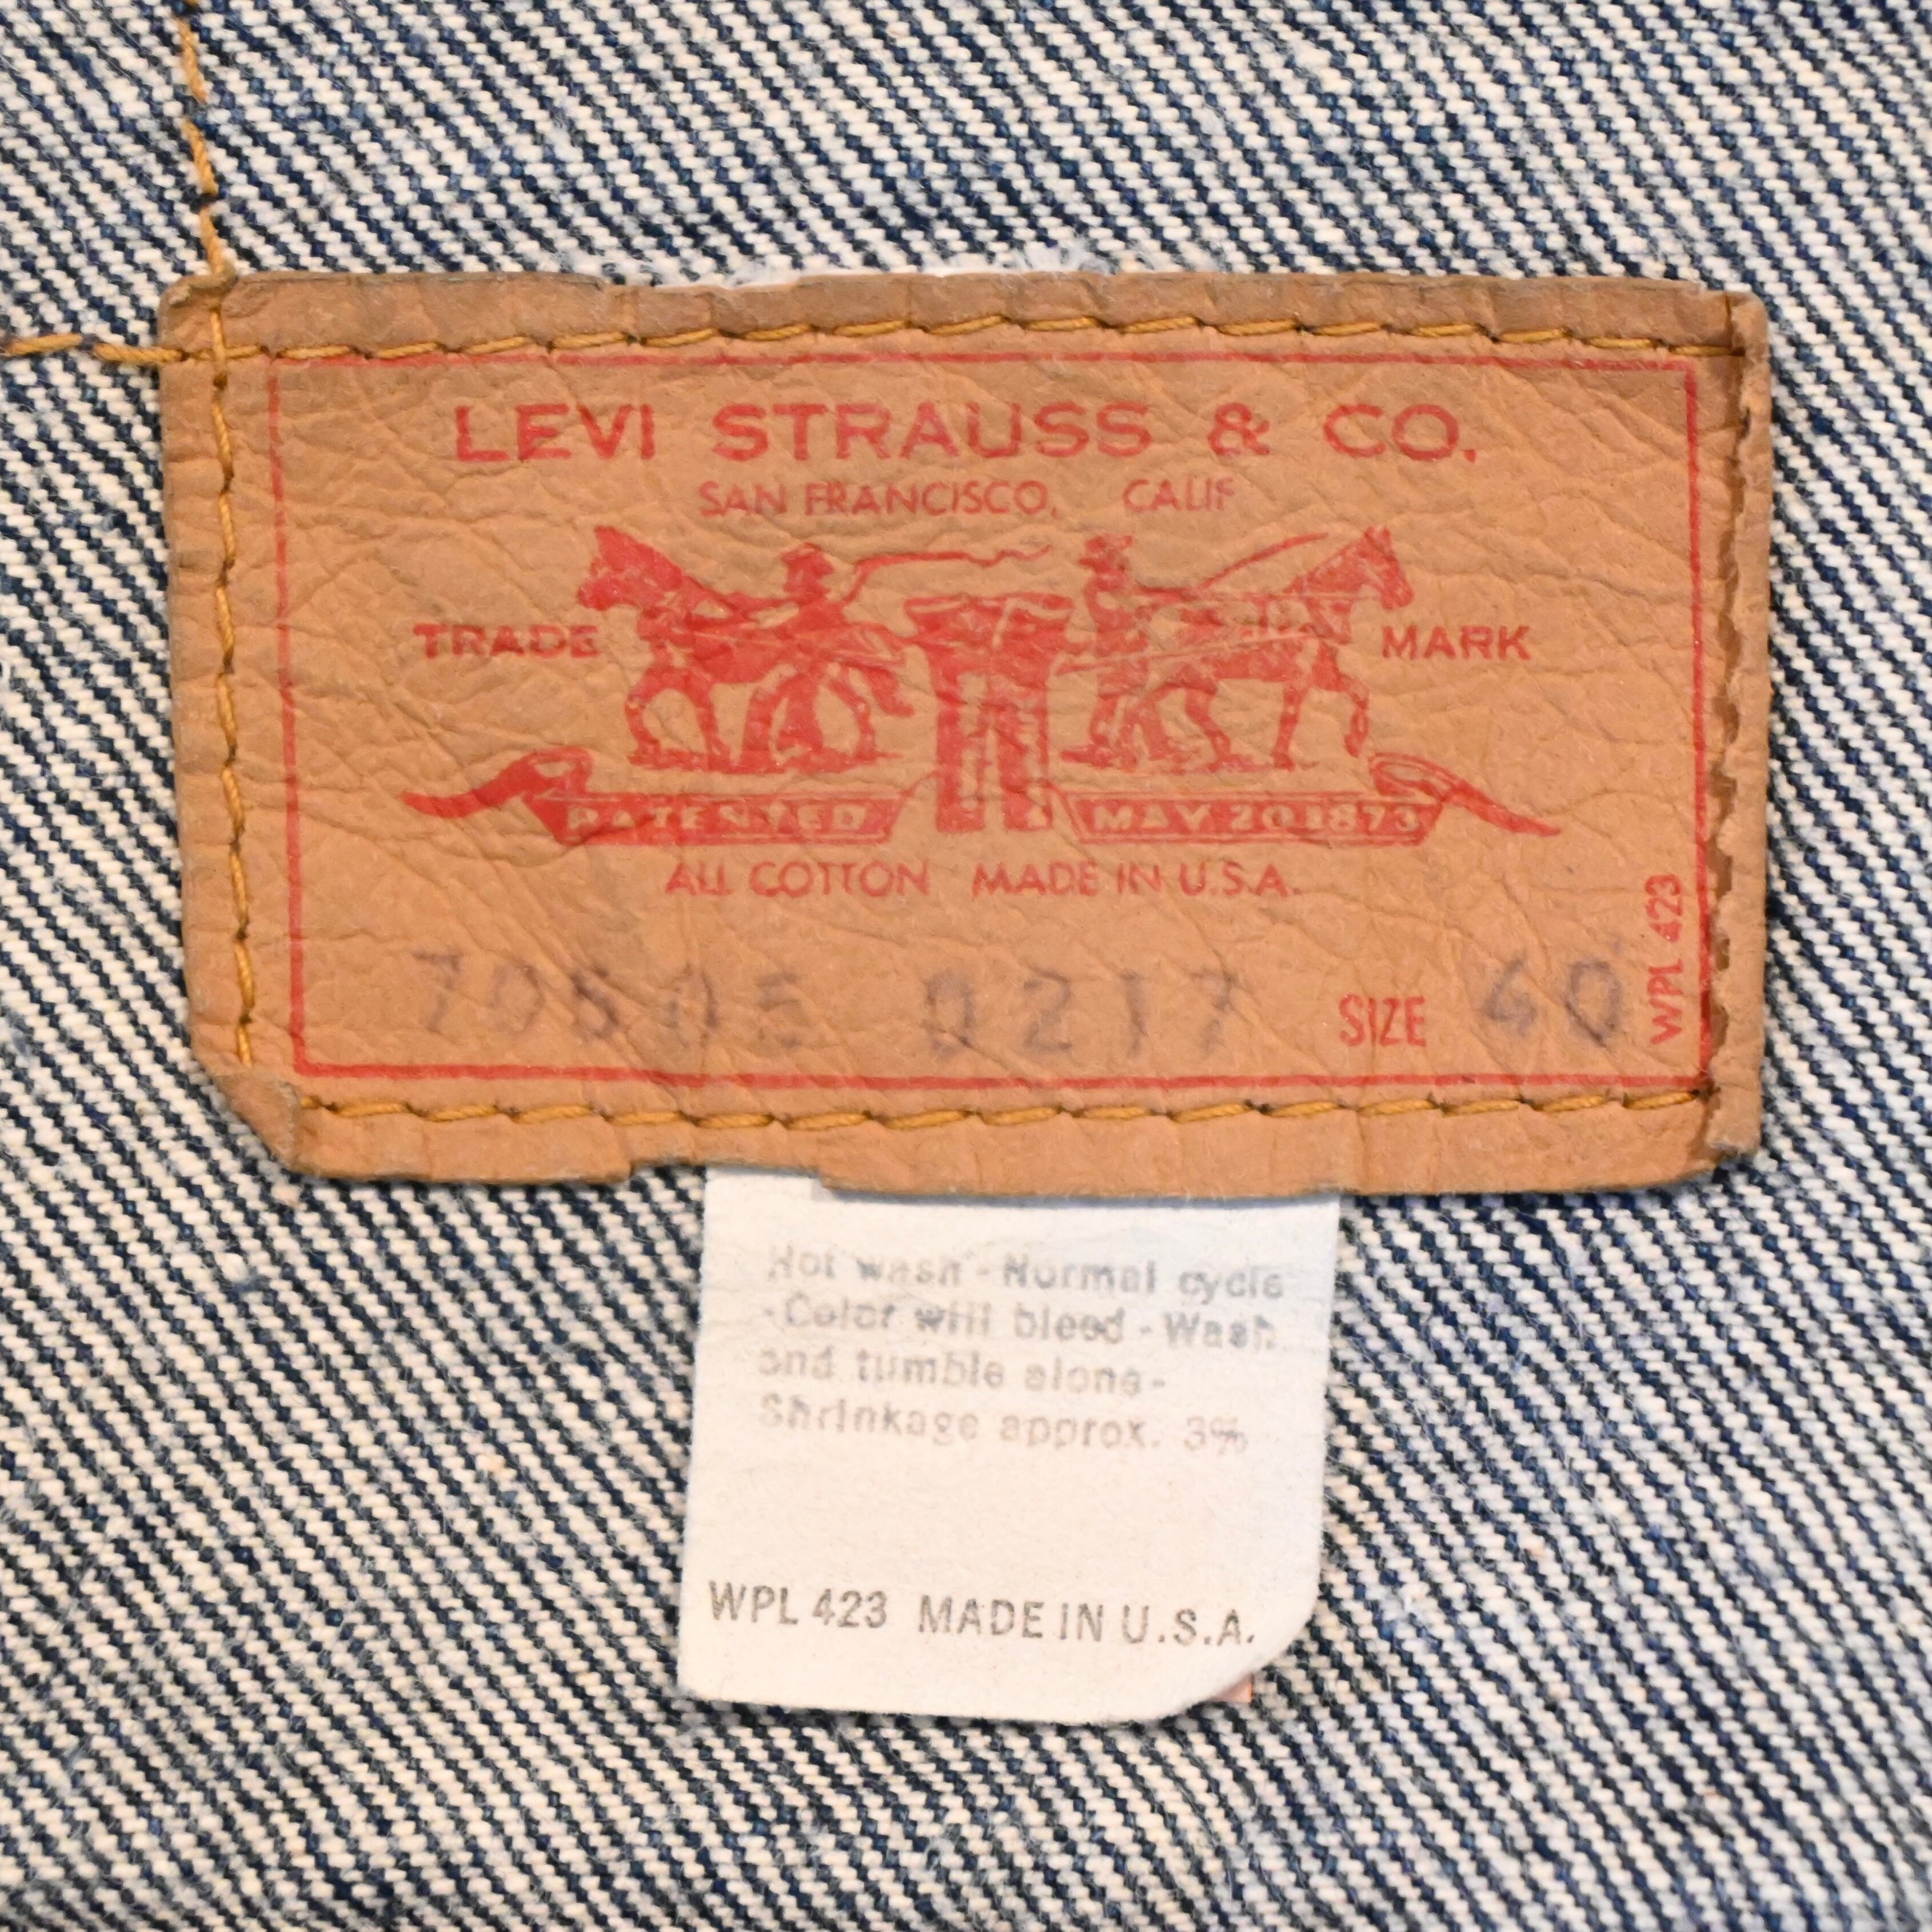 LEVI STRAUSS & CO.
SAN FRANCISCO, CALIF
TRADE MARK
PATENTED MAY 20 1873
ALL COTTON MADE IN U.S.A.
70505 0217 SIZE 40
WPL 423
Hot wash - Normal cycle
- Color will bleed - Wash
and tumble alone -
Shrinkage approx. 3%
WPL 423 MADE IN U.S.A.